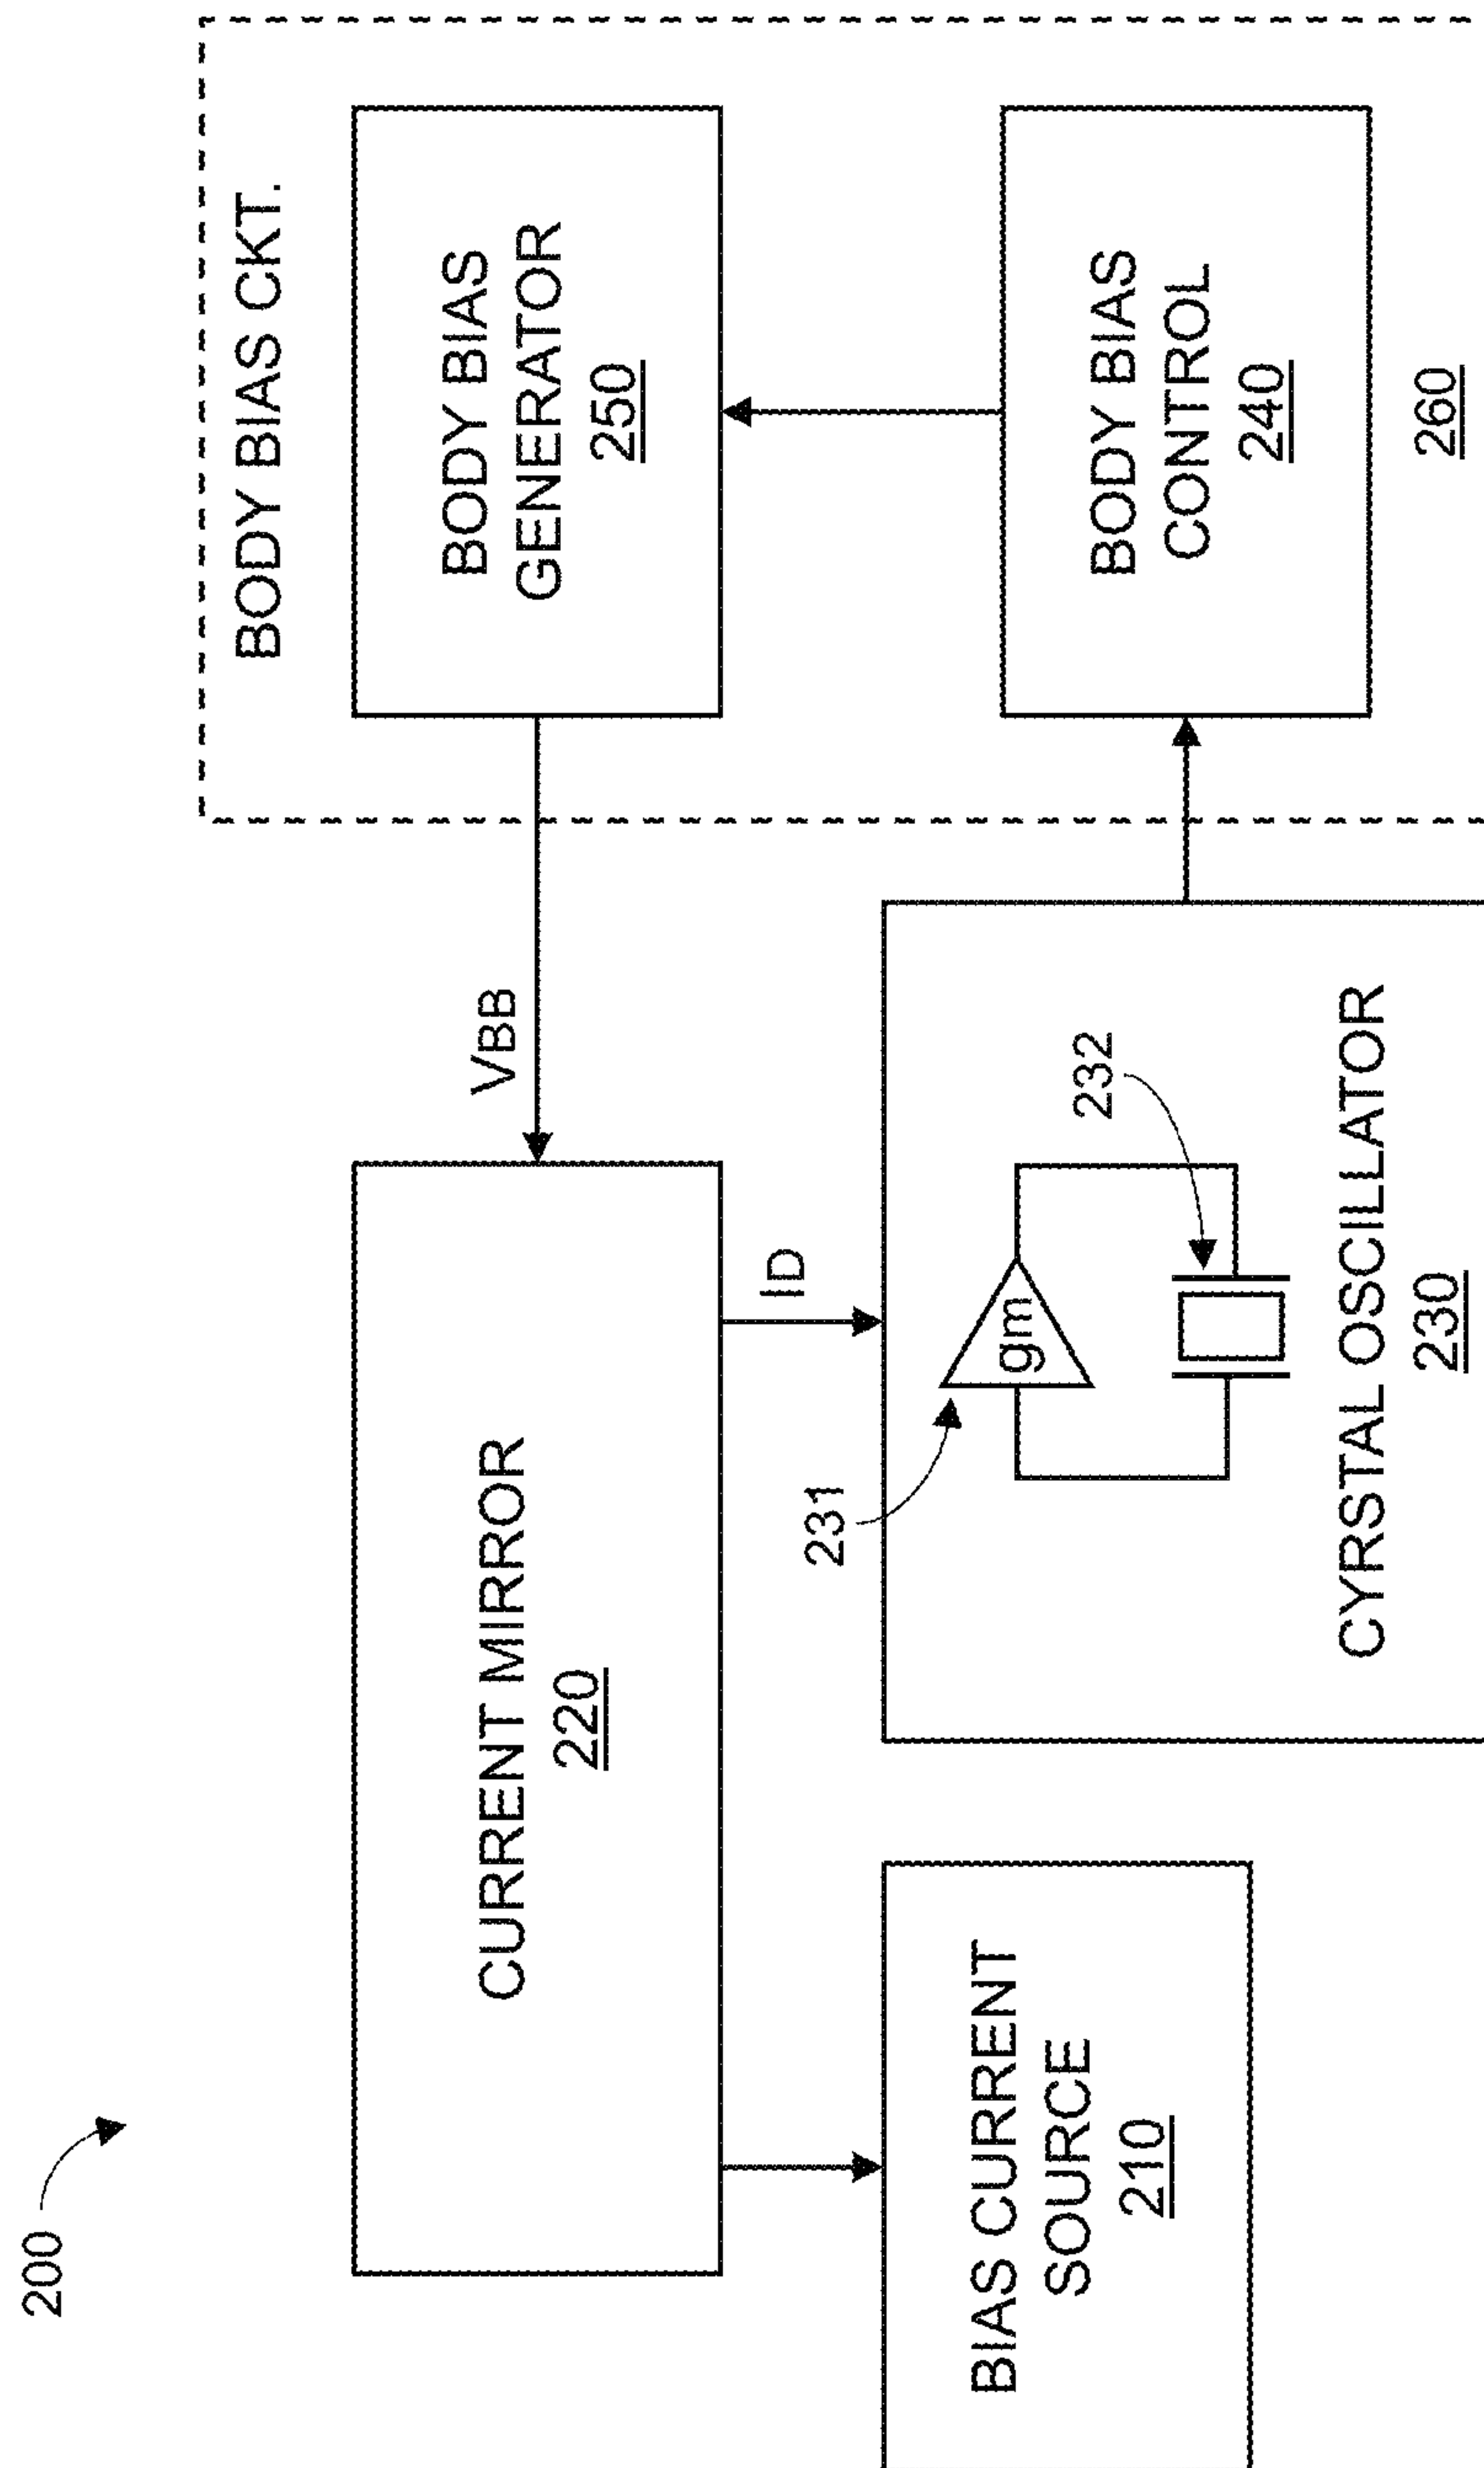 200
BODY BIAS CKT.
CURRENT MIRROR
220
VBB
BODY BIAS
GENERATOR
250
ID
231
BIAS CURRENT
SOURCE
210
gm
232
CYRSTAL OSCILLATOR
230
BODY BIAS
CONTROL
240
260